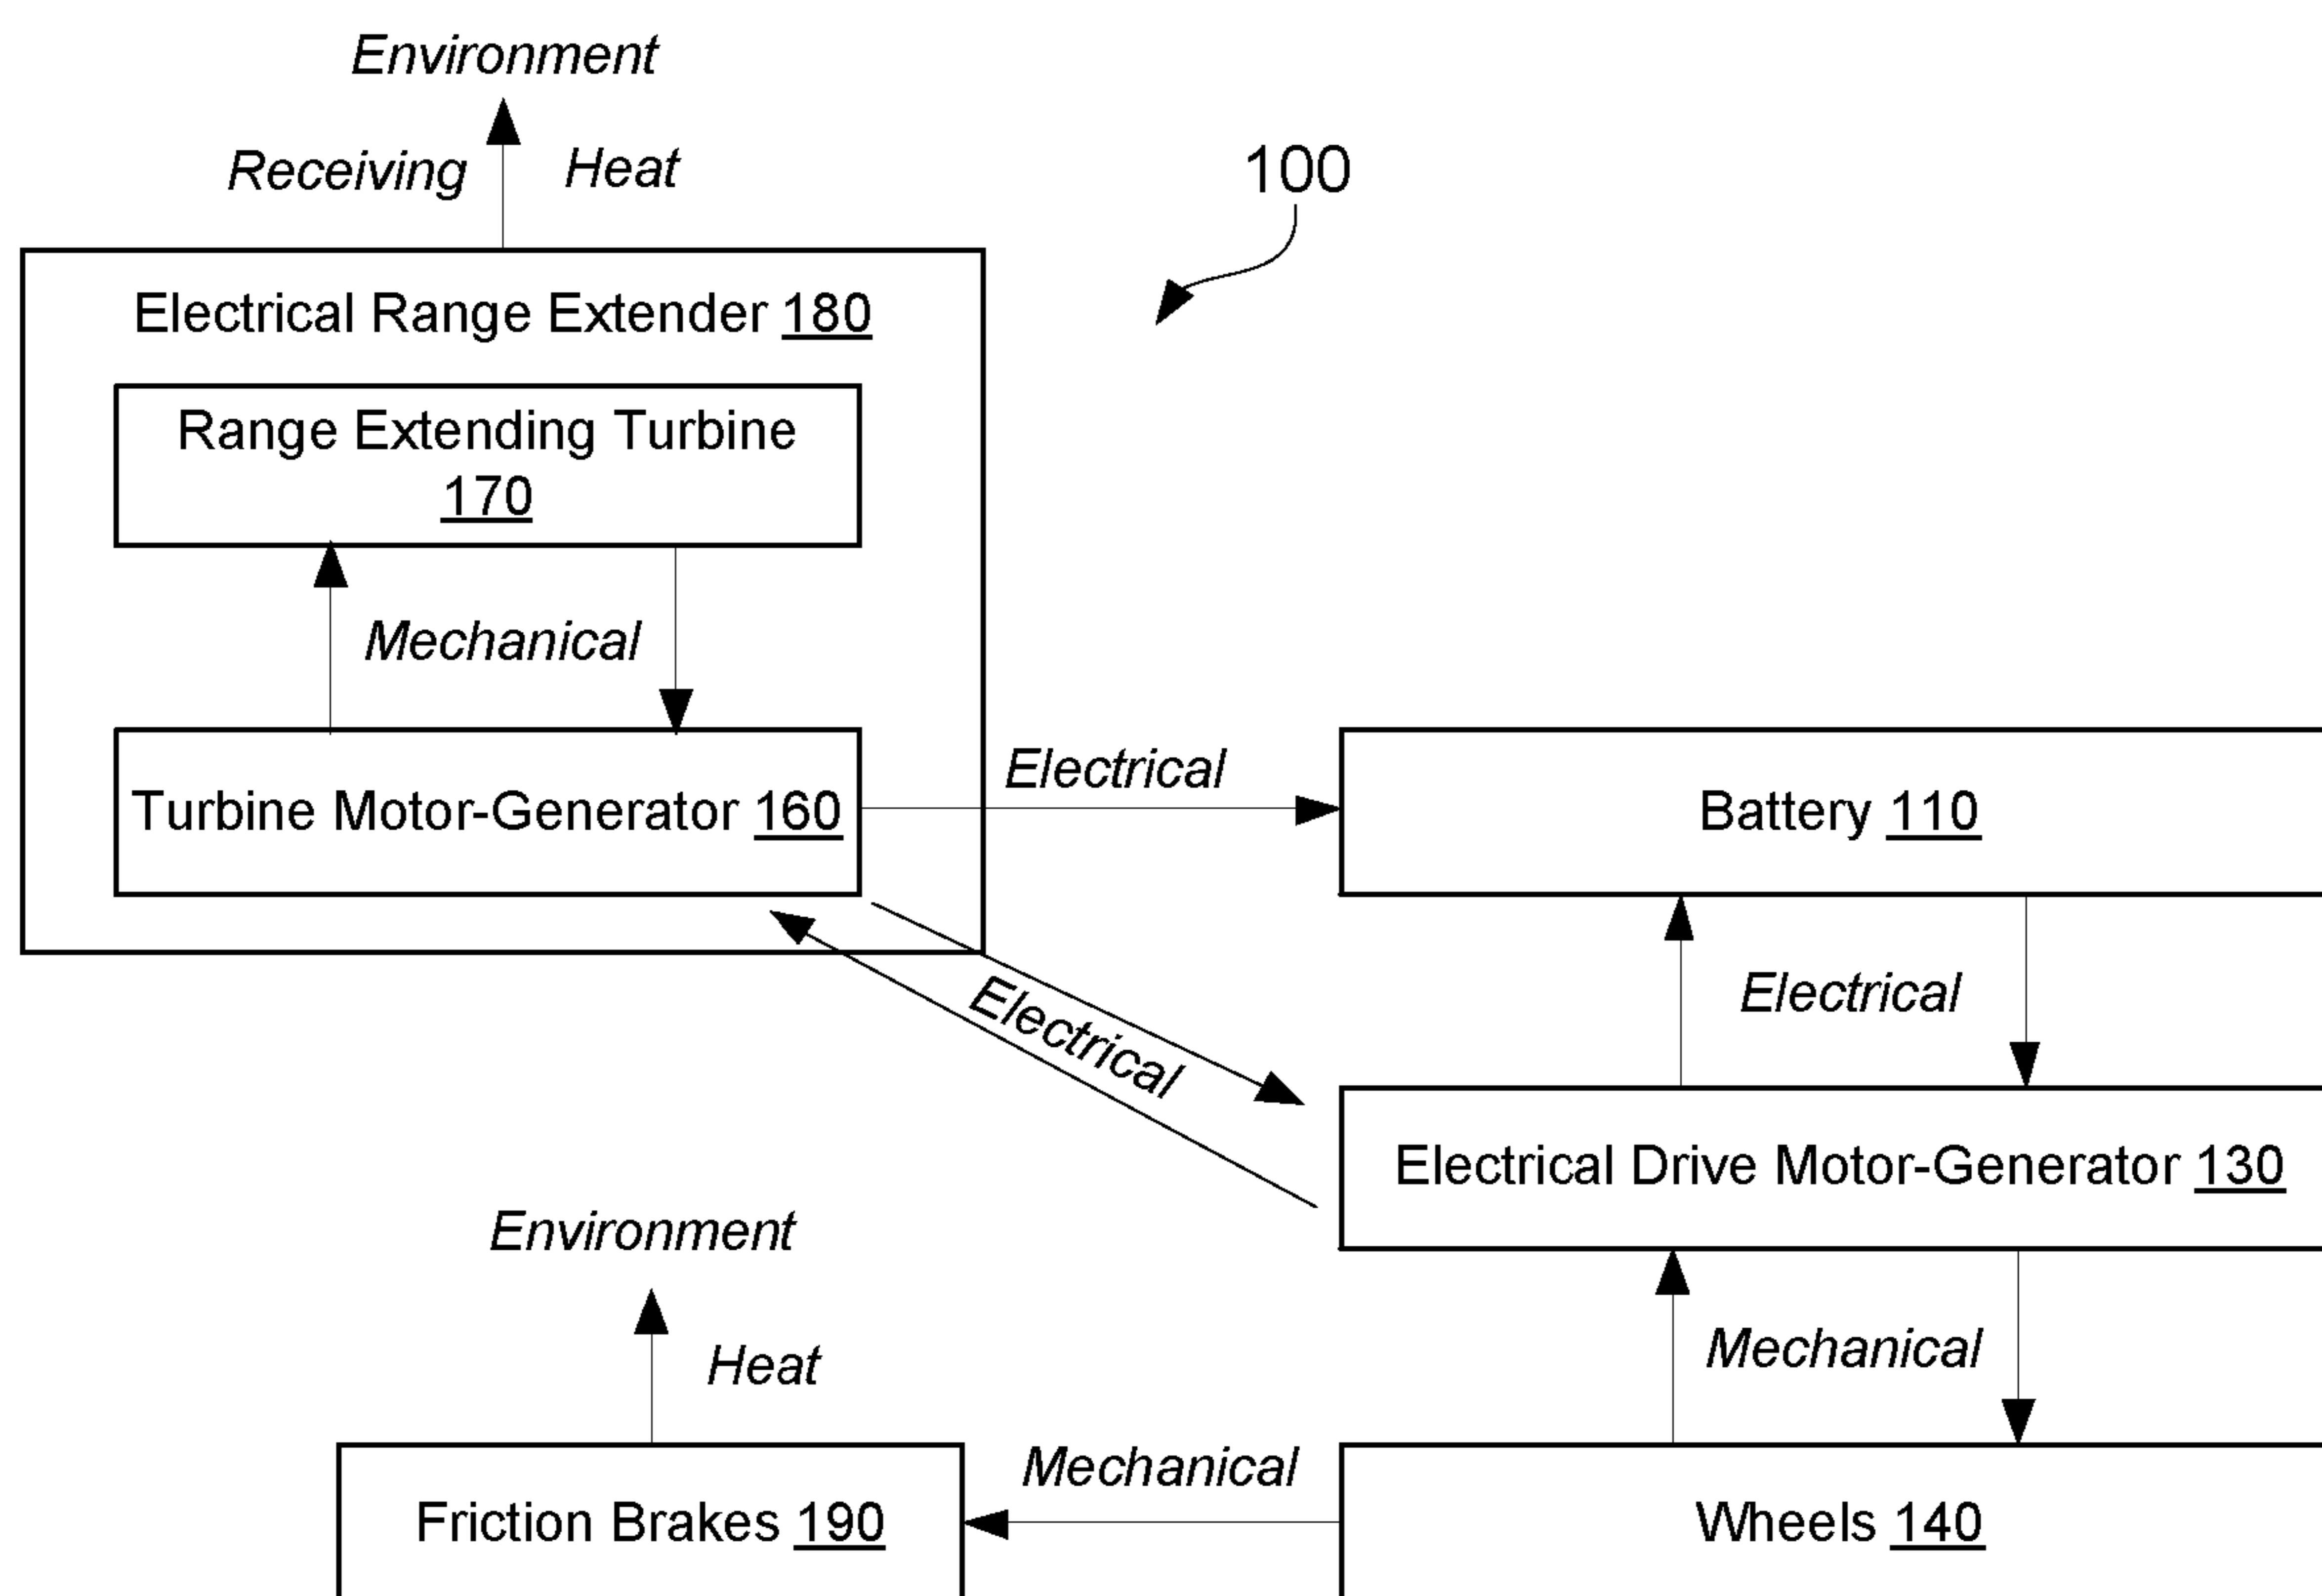 Environment
Receiving Heat
100
Electrical Range Extender 180
Range Extending Turbine
170
Mechanical
Turbine Motor-Generator 160
Electrical
Battery 110
Electrical
Electrical
Electrical Drive Motor-Generator 130
Environment
Heat
Mechanical
Mechanical
Friction Brakes 190
Wheels 140